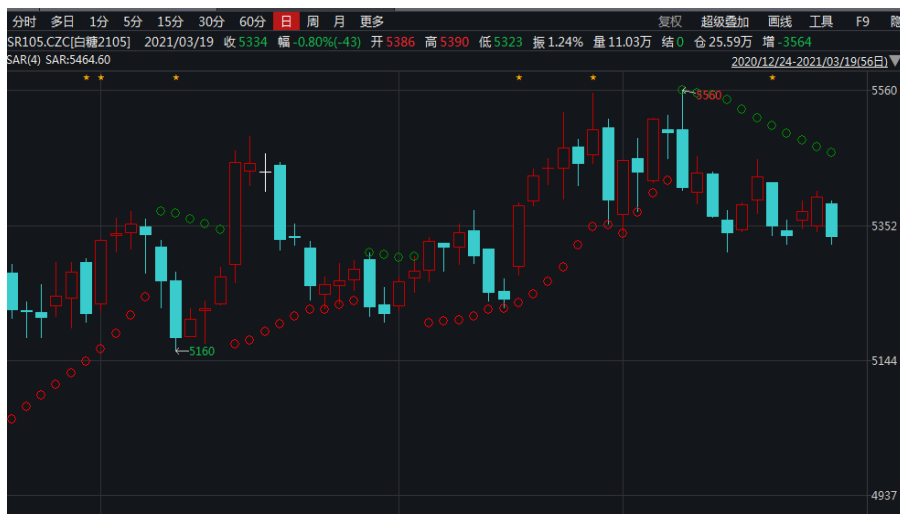 分时 多日 1分 5分 15分 30分 60分 日 周 月 更多 复权 超级叠加 画线 工具 F9
SR105.CZC[白糖2105] 2021/03/19 收 5334 幅 -0.80%(-43) 开 5386 高 5390 低 5323 振 1.24% 量 11.03万 结 0 仓 25.59万 增 -3564
SAR(4) SAR:5464.60
2020/12/24-2021/03/19(56日)
5560
5560
5352
5160
5144
4937